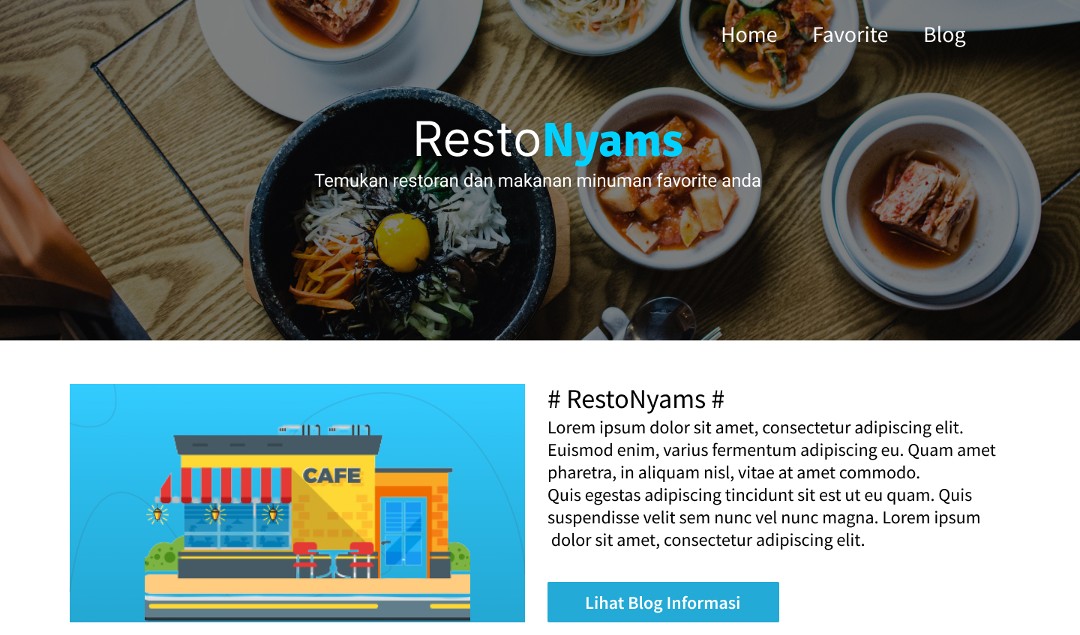 Home Favorite Blog
RestoNyams
Temukan restoran dan makanan minuman favorite anda
CAFE
# RestoNyams #
Lorem ipsum dolor sit amet, consectetur adipiscing elit.
Euismod enim, varius fermentum adipiscing eu. Quam amet
pharetra, in aliquam nisl, vitae at amet commodo.
Quis egestas adipiscing tincidunt sit est ut eu quam. Quis
suspendisse velit sem nunc vel nunc magna. Lorem ipsum
dolor sit amet, consectetur adipiscing elit.
Lihat Blog Informasi